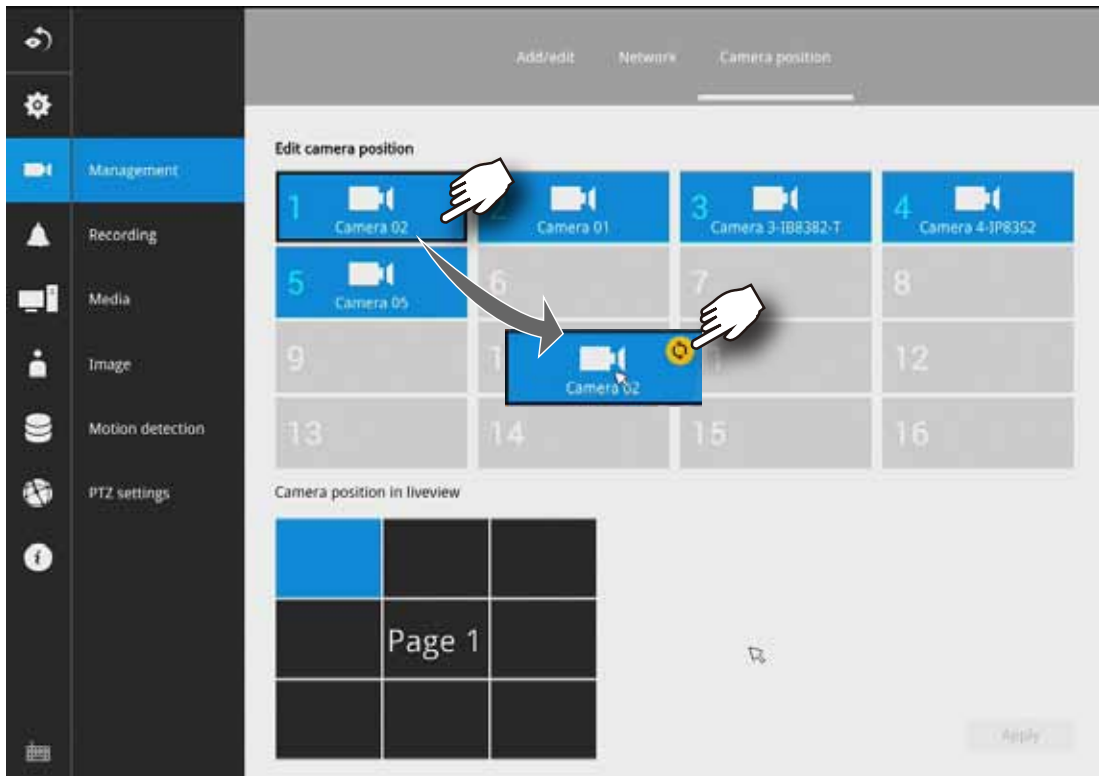 Add/edit Network Camera position
Management
Recording
Media
Image
Motion detection
PTZ settings
Edit camera position
1 Camera 02
2 Camera 01
3 Camera 3-IB8382-T
4 Camera 4-IP8352
5 Camera 05
6
7
8
9
Camera 02
12
13
14
15
16
Camera position in liveview
Page 1
Apply